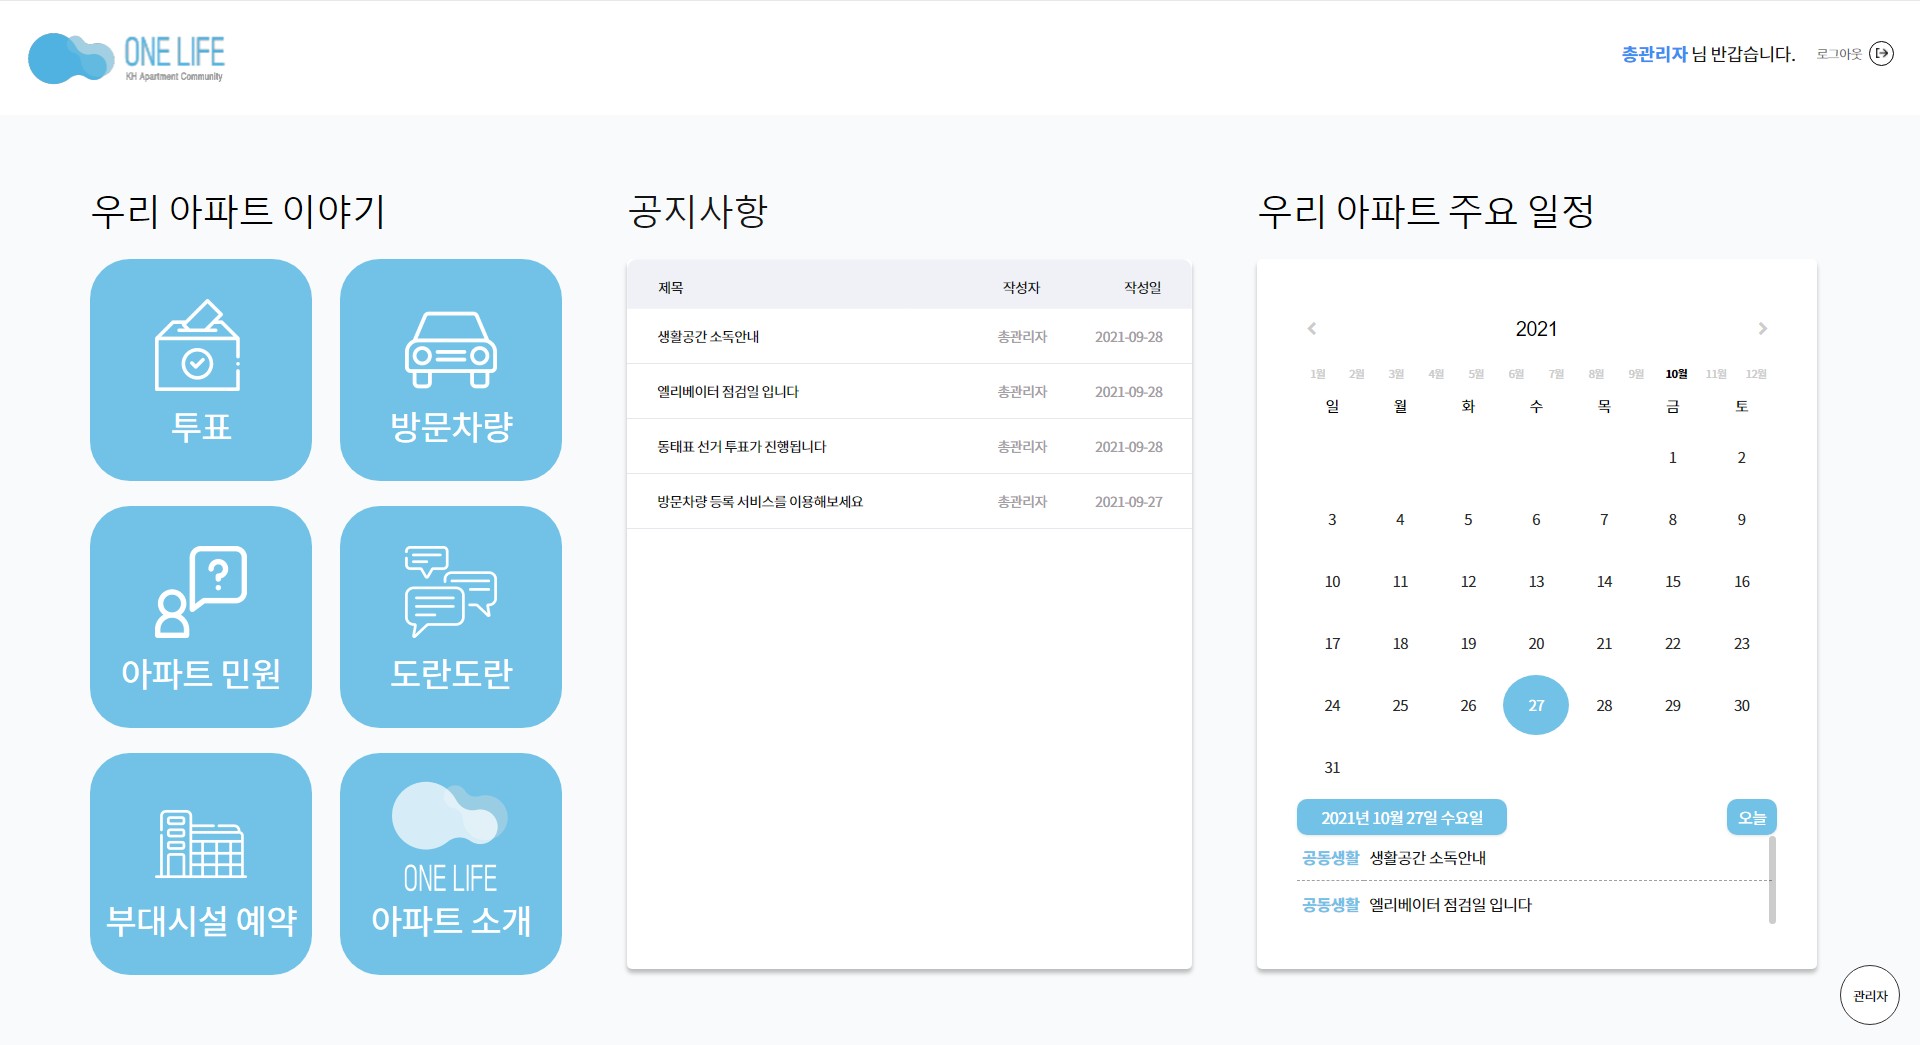 ONE LIFE
KH Apartment Community
총관리자 님 반갑습니다. 로그아웃
우리 아파트 이야기
투표
방문차량
아파트 민원
도란도란
부대시설 예약
ONE LIFE
아파트 소개
공지사항
제목 작성자 작성일
생활공간 소독안내 총관리자 2021-09-28
엘리베이터 점검일 입니다 총관리자 2021-09-28
동태표 선거 투표가 진행됩니다 총관리자 2021-09-28
방문차량 등록 서비스를 이용해보세요 총관리자 2021-09-27
우리 아파트 주요 일정
2021
1월 2월 3월 4월 5월 6월 7월 8월 9월 10월 11월 12월
일 월 화 수 목 금 토
1 2
3 4 5 6 7 8 9
10 11 12 13 14 15 16
17 18 19 20 21 22 23
24 25 26 27 28 29 30
31
2021년 10월 27일 수요일 오늘
공동생활 생활공간 소독안내
공동생활 엘리베이터 점검일 입니다
관리자